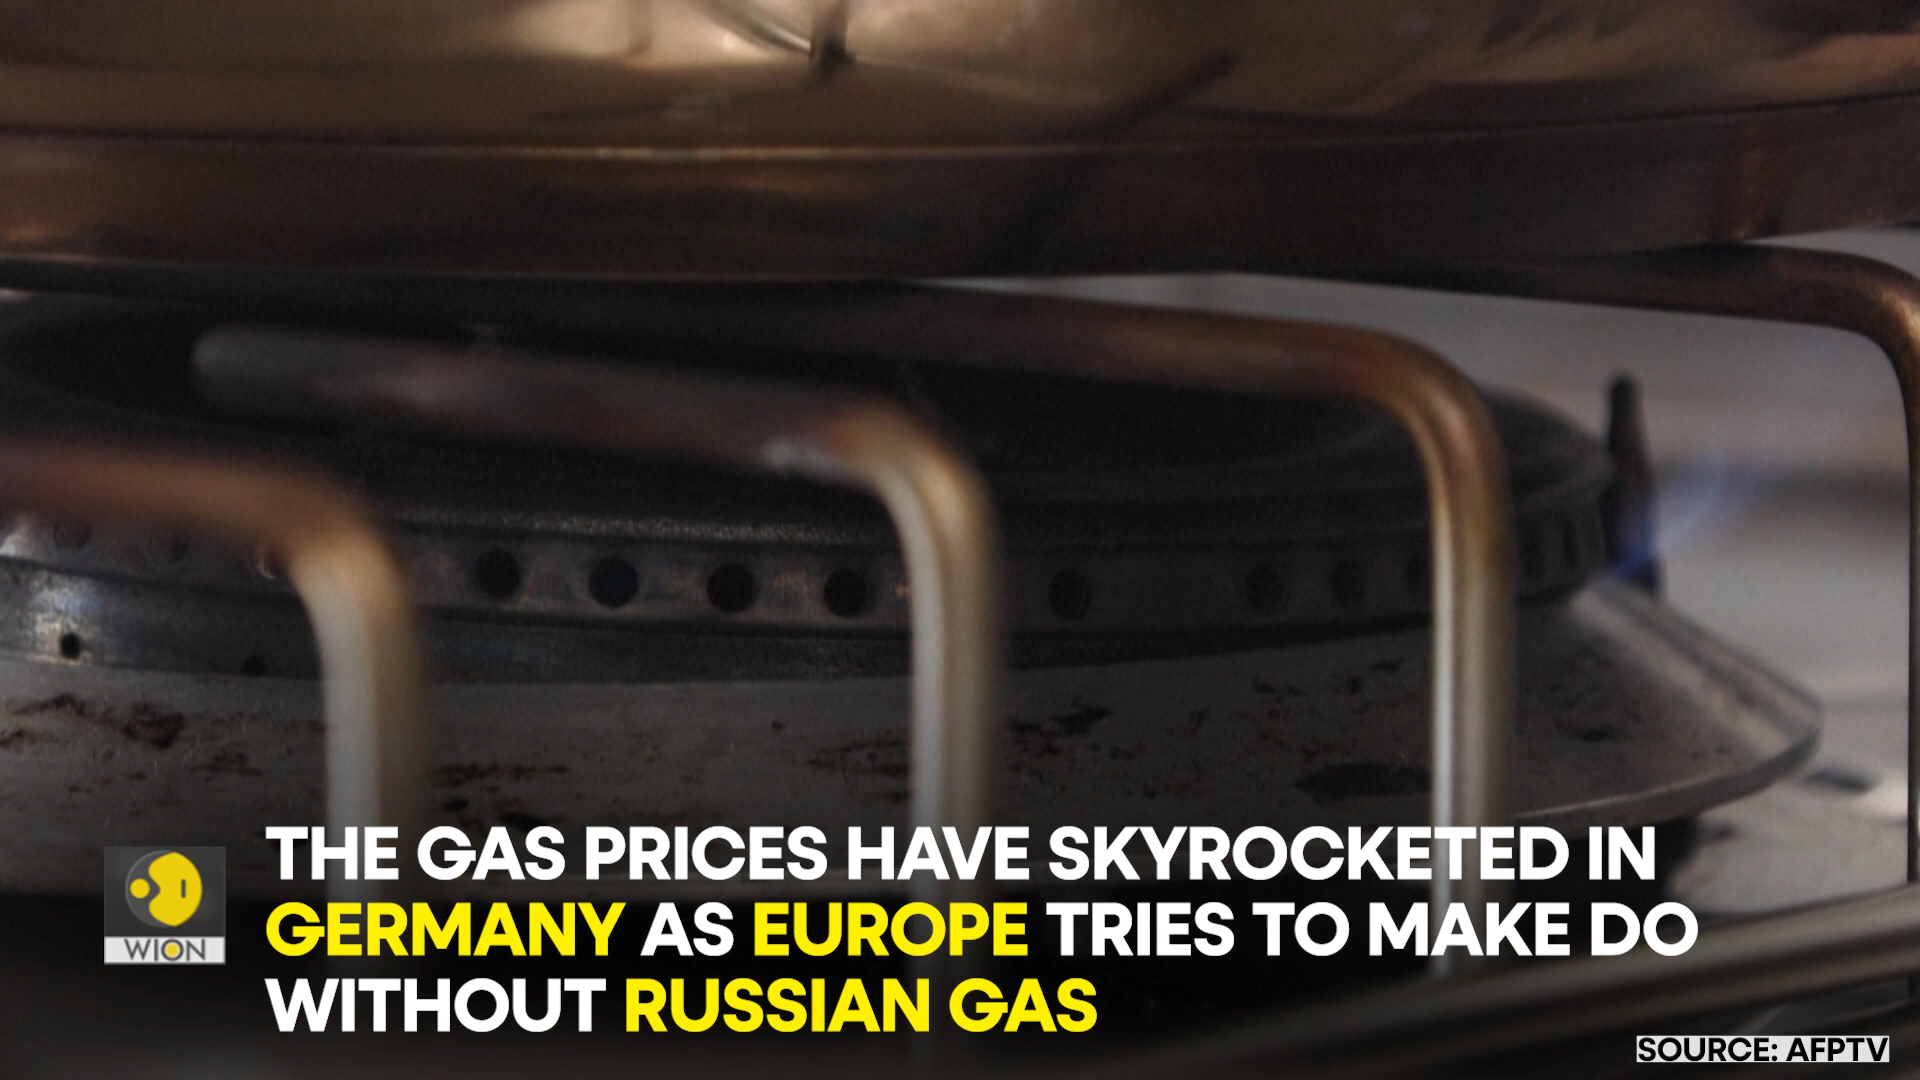 THE GAS PRICES HAVE SKYROCKETED IN
GERMANY AS EUROPE TRIES TO MAKE DO
WITHOUT RUSSIAN GAS
WION
SOURCE: AFPTV